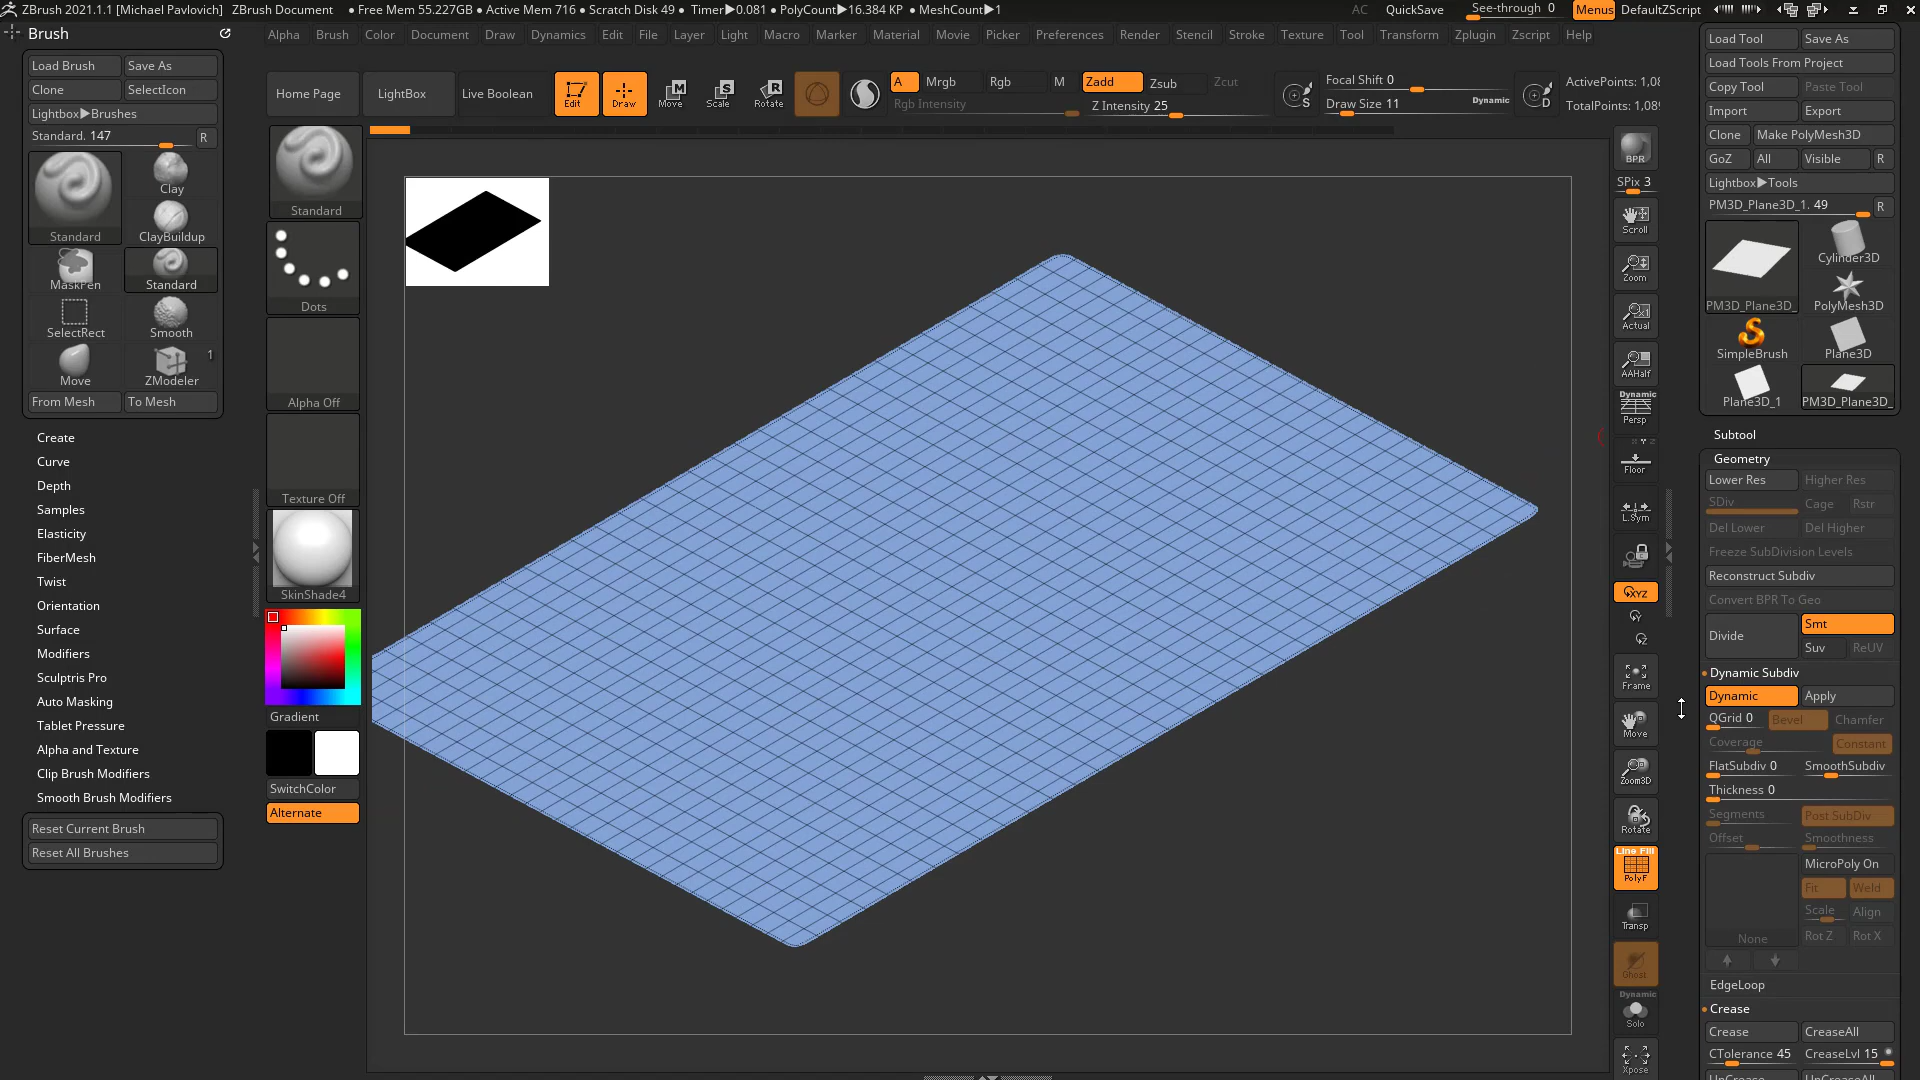 ZBrush 2021.1.1 [Michael Pavlovich] ZBrush Document • Free Mem 55.227GB • Active Mem 716 • Scratch Disk 49 • Timer▶0.081 • PolyCount▶16.384 KP • MeshCount▶1 AC QuickSave See-through 0 Menus DefaultZScript
Brush
Alpha Brush Color Document Draw Dynamics Edit File Layer Light Macro Marker Material Movie Picker Preferences Render Stencil Stroke Texture Tool Transform Zplugin Zscript Help
Load Brush Save As
Clone SelectIcon
Lightbox▶Brushes
Standard. 147 R
Standard
Clay
ClayBuildup
MaskPen Standard
SelectRect Smooth
Move ZModeler 1
From Mesh To Mesh
Create
Curve
Depth
Samples
Elasticity
FiberMesh
Twist
Orientation
Surface
Modifiers
Sculptris Pro
Auto Masking
Tablet Pressure
Alpha and Texture
Clip Brush Modifiers
Smooth Brush Modifiers
Reset Current Brush
Reset All Brushes
Home Page LightBox Live Boolean Edit Draw Move Scale Rotate
A Mrgb Rgb M Zadd Zsub Zcut
Rgb Intensity Z Intensity 25
S Focal Shift 0
Draw Size 11 Dynamic D
ActivePoints: 1,08
TotalPoints: 1,08
Standard
Dots
Alpha Off
Texture Off
SkinShade4
Gradient
SwitchColor
Alternate
BPR
SPix 3
Scroll
Zoom
Actual
AAHalf
Dynamic
Persp
Floor
L.Sym
XYZ
Y
Z
Frame
Move
Zoom3D
Rotate
Line Fill
PolyF
Transp
Ghost
Dynamic
Solo
Xpose
Load Tool Save As
Load Tools From Project
Copy Tool Paste Tool
Import Export
Clone Make PolyMesh3D
GoZ All Visible R
Lightbox▶Tools
PM3D_Plane3D_1. 49 R
PM3D_Plane3D_
Cylinder3D
PolyMesh3D
SimpleBrush Plane3D
Plane3D_1 PM3D_Plane3D_
Subtool
Geometry
Lower Res Higher Res
SDiv Cage Rstr
Del Lower Del Higher
Freeze SubDivision Levels
Reconstruct Subdiv
Convert BPR To Geo
Divide Smt
Suv ReUV
Dynamic Subdiv
Dynamic Apply
QGrid 0 Bevel Chamfer
Coverage Constant
FlatSubdiv 0 SmoothSubdiv
Thickness 0
Segments Post SubDiv
Offset Smoothness
MicroPoly On
Fit Weld
Scale Align
None Rot Z Rot X
EdgeLoop
Crease
Crease CreaseAll
CTolerance 45 CreaseLvl 15
UnCrease UnCreaseAll